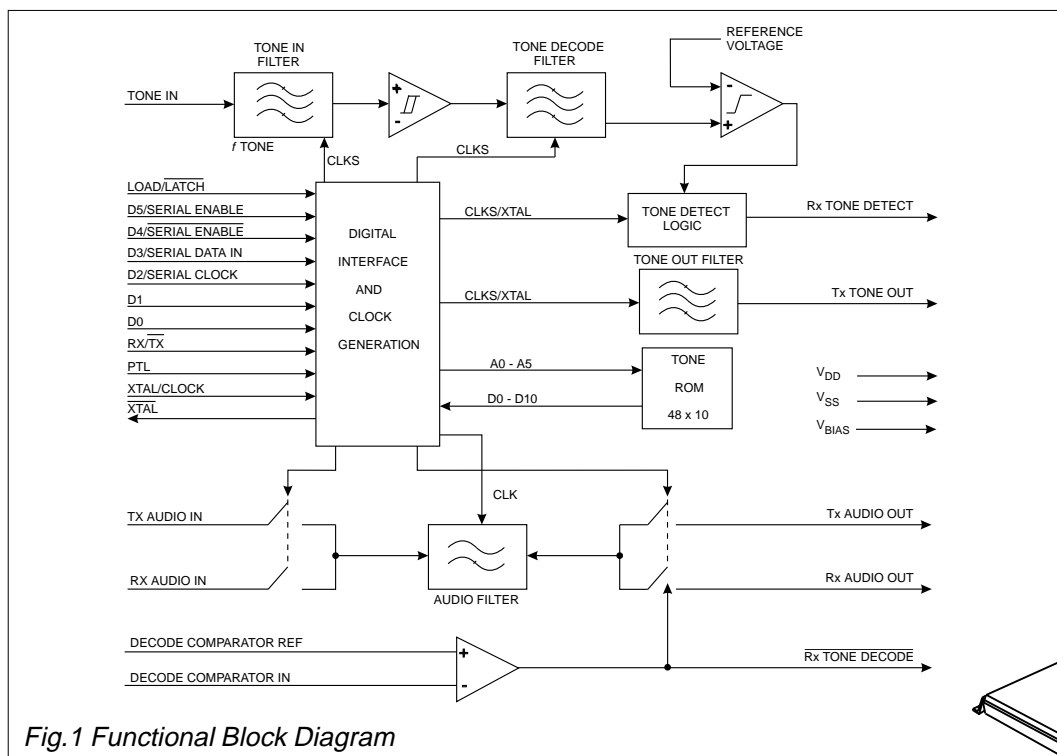 REFERENCE
VOLTAGE
TONE IN
FILTER
TONE DECODE
FILTER
TONE IN
+
-
-
+
f TONE
CLKS
CLKS
LOAD/LATCH
D5/SERIAL ENABLE
D4/SERIAL ENABLE
D3/SERIAL DATA IN
D2/SERIAL CLOCK
D1
D0
RX/TX
PTL
XTAL/CLOCK
XTAL
DIGITAL
INTERFACE
AND
CLOCK
GENERATION
CLKS/XTAL
TONE DETECT
LOGIC
Rx TONE DETECT
TONE OUT FILTER
CLKS/XTAL
Tx TONE OUT
A0 - A5
D0 - D10
TONE
ROM
48 x 10
VDD
VSS
VBIAS
CLK
TX AUDIO IN
RX AUDIO IN
AUDIO FILTER
Tx AUDIO OUT
Rx AUDIO OUT
DECODE COMPARATOR REF
DECODE COMPARATOR IN
+
-
Rx TONE DECODE
Fig.1 Functional Block Diagram